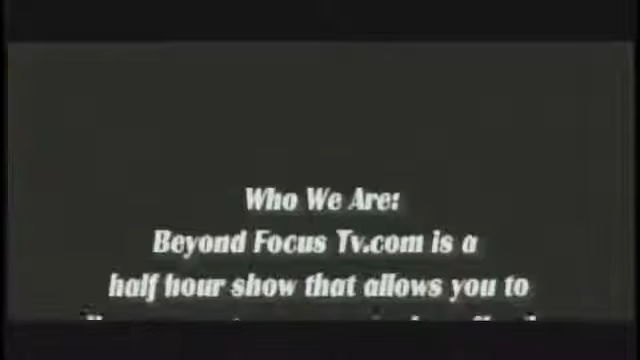 Who We Are:
Beyond Focus Tv.com is a
half hour show that allows you to